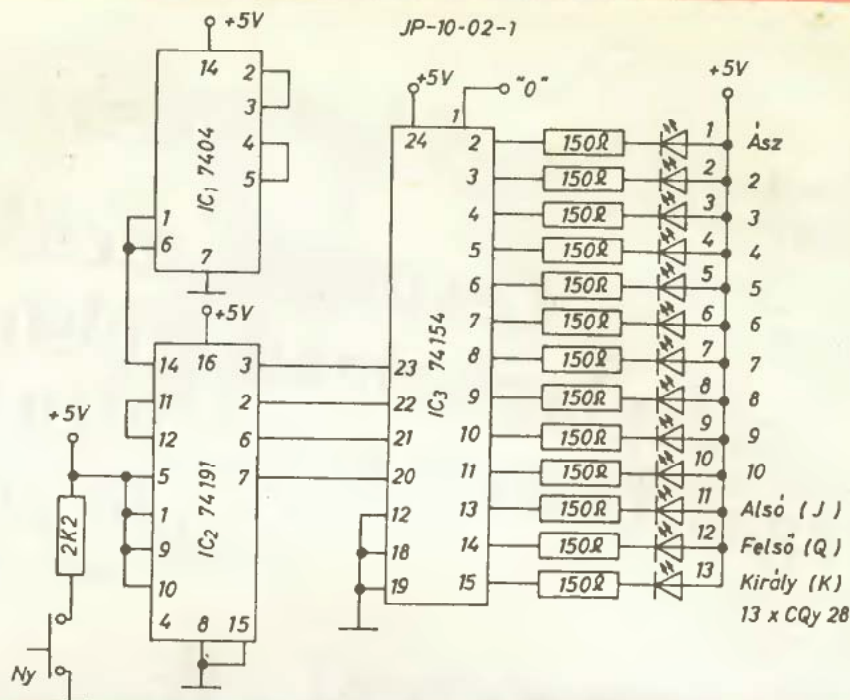 JP-10-02-1
+5V
14
2
3
4
5
IC1 7404
1
6
7
+5V
16
14
3
11
2
12
6
5
7
1
9
10
4
8
15
IC2 74191
+5V
2K2
Ny
+5V
24
1
"0"
23
22
21
20
12
18
19
IC3 74154
+5V
2 150Ω 1 Ász
3 150Ω 2 2
4 150Ω 3 3
5 150Ω 4 4
6 150Ω 5 5
7 150Ω 6 6
8 150Ω 7 7
9 150Ω 8 8
10 150Ω 9 9
11 150Ω 10 10
13 150Ω 11 Alsó (J)
14 150Ω 12 Felső (Q)
15 150Ω 13 Király (K)
13 x CQy 28